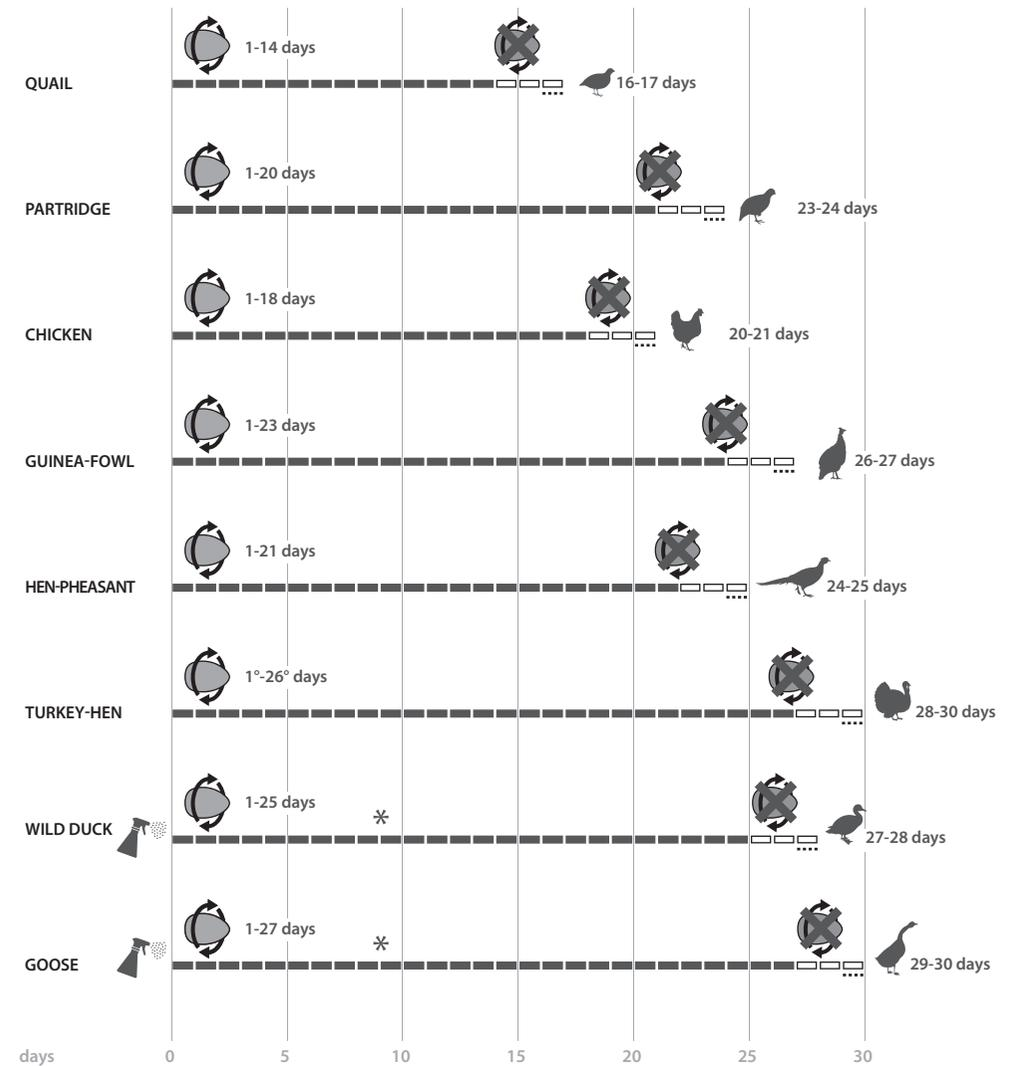 1-14 days
QUAIL 16-17 days
1-20 days
PARTRIDGE 23-24 days
1-18 days
CHICKEN 20-21 days
1-23 days
GUINEA-FOWL 26-27 days
1-21 days
HEN-PHEASANT 24-25 days
1°-26° days
TURKEY-HEN 28-30 days
1-25 days
*
WILD DUCK 27-28 days
1-27 days
*
GOOSE 29-30 days
days 0 5 10 15 20 25 30